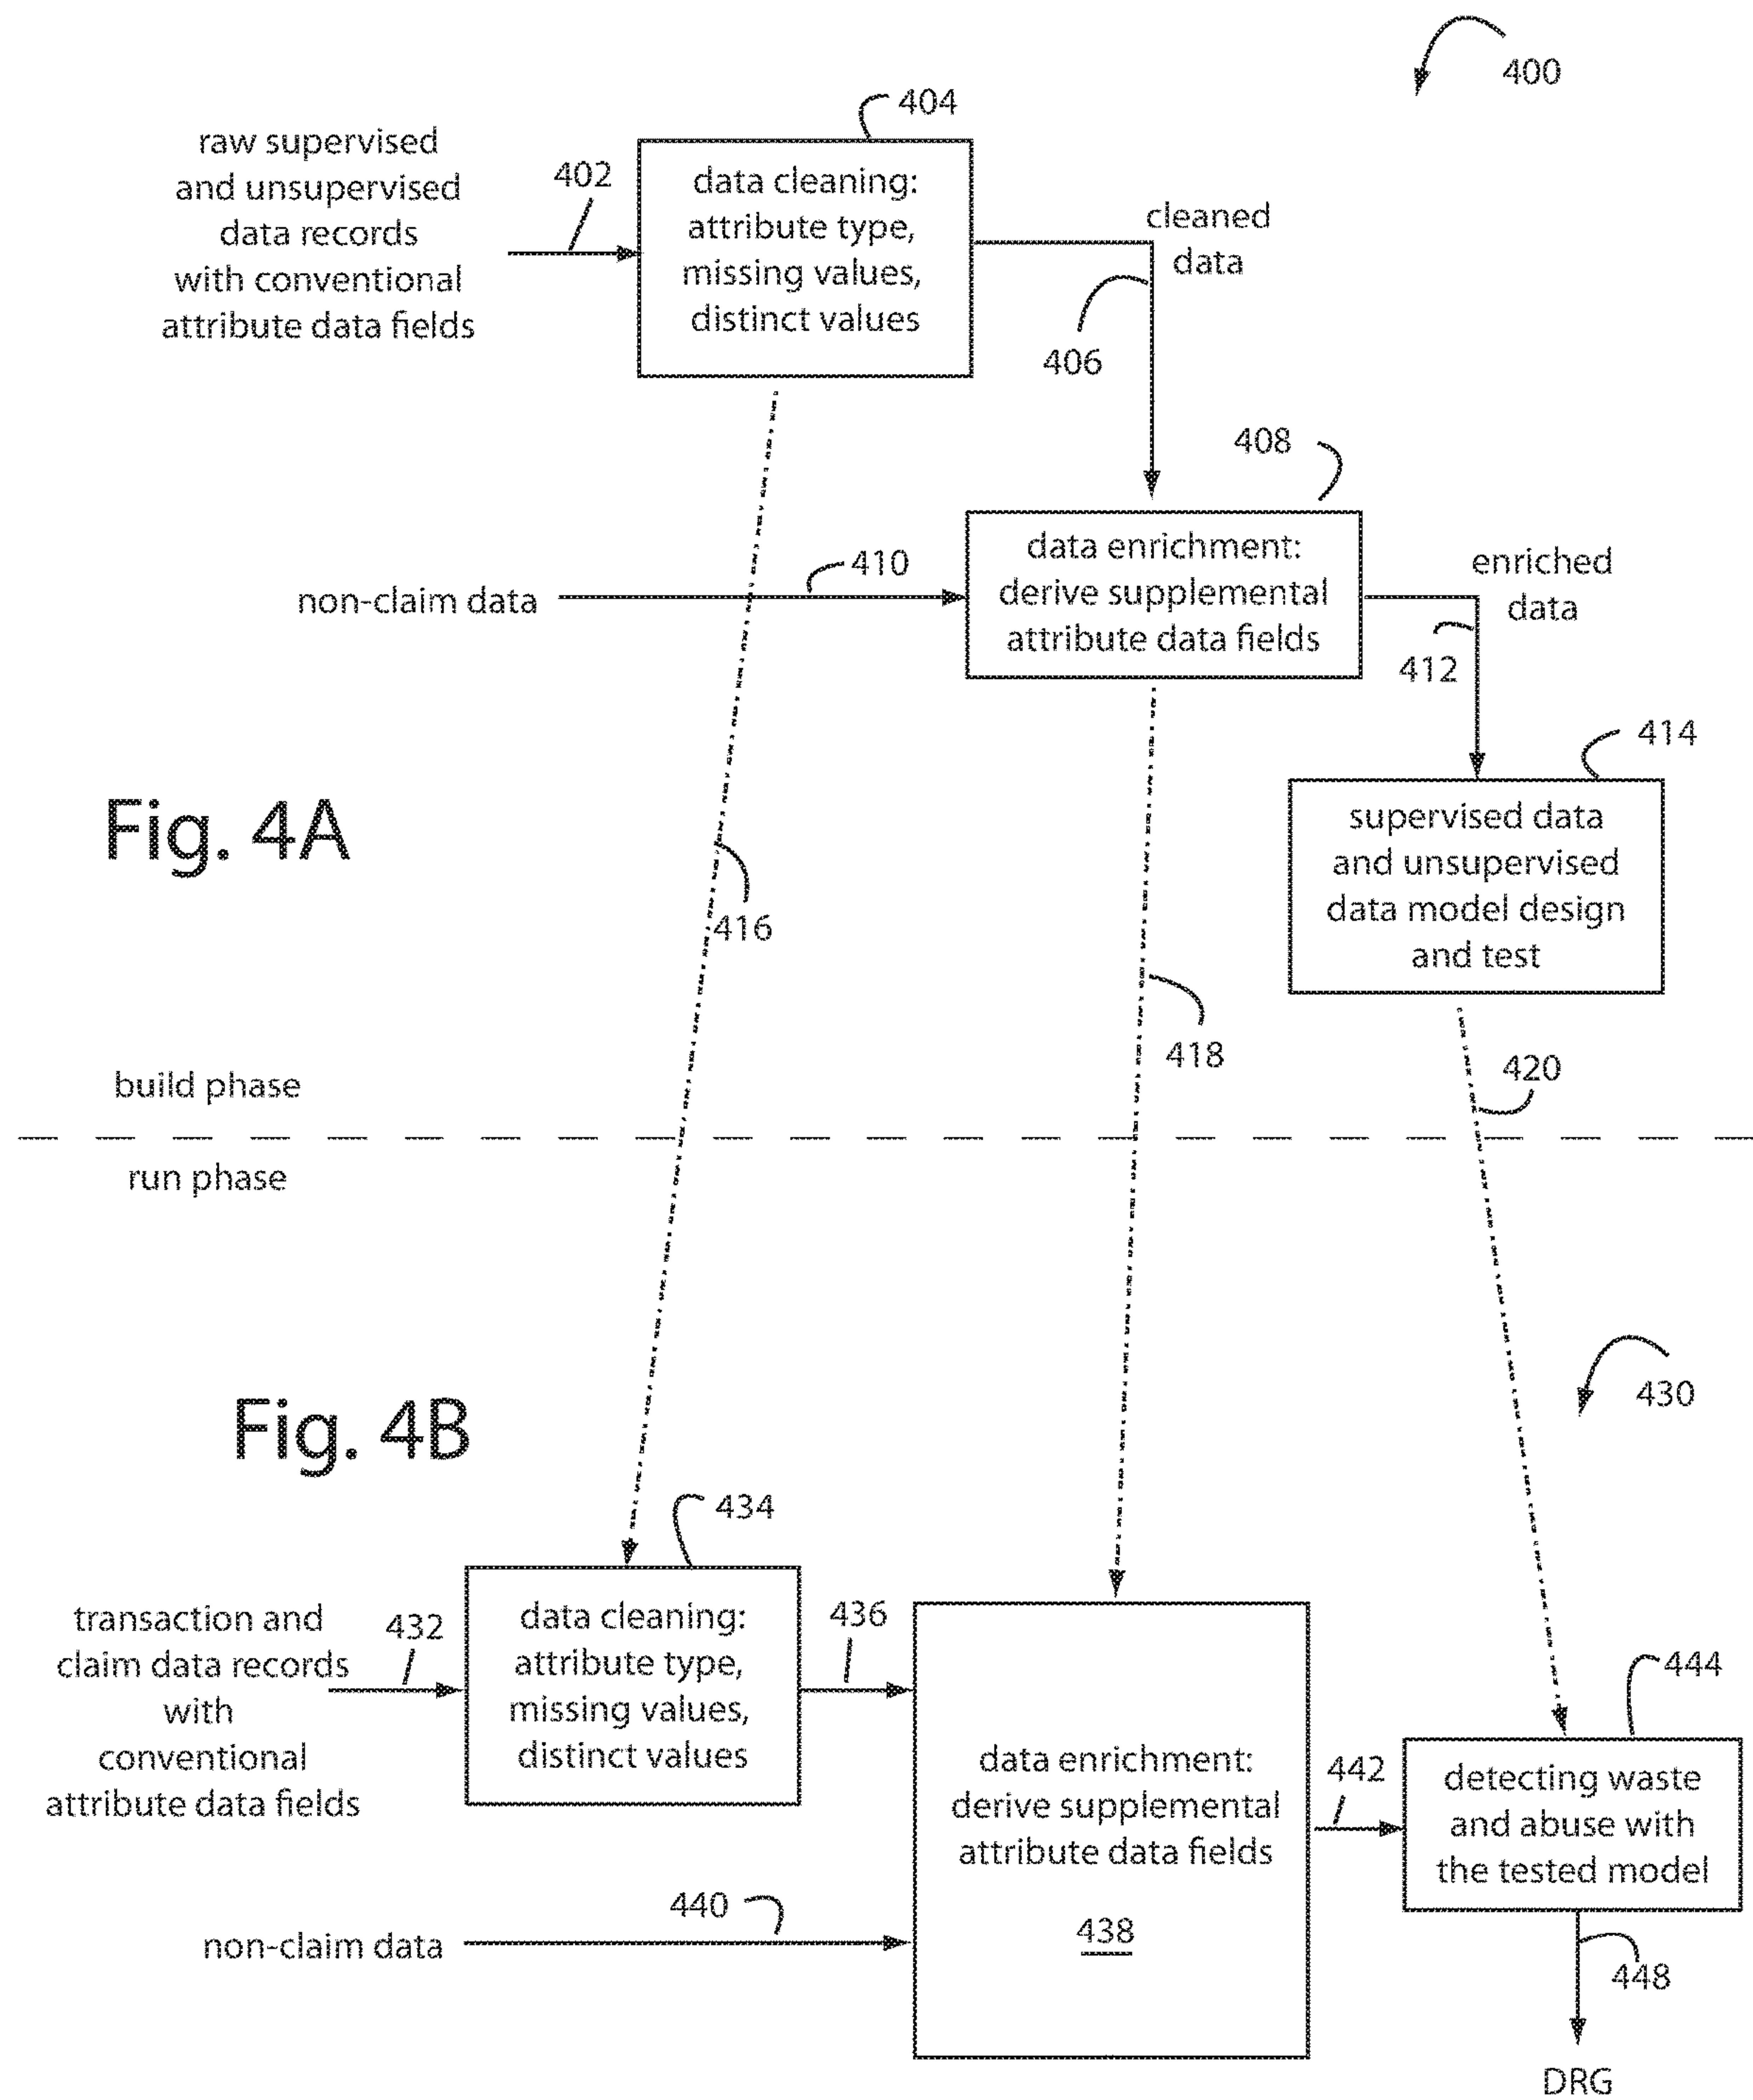 400
404
raw supervised
and unsupervised
data records
with conventional
attribute data fields
402
data cleaning:
attribute type,
missing values,
distinct values
cleaned
data
406
408
non-claim data
410
data enrichment:
derive supplemental
attribute data fields
enriched
data
412
414
Fig. 4A
supervised data
and unsupervised
data model design
and test
416
418
420
build phase
run phase
430
Fig. 4B
434
transaction and
claim data records
with
conventional
attribute data fields
432
data cleaning:
attribute type,
missing values,
distinct values
436
444
data enrichment:
derive supplemental
attribute data fields
438
442
detecting waste
and abuse with
the tested model
non-claim data
440
448
DRG